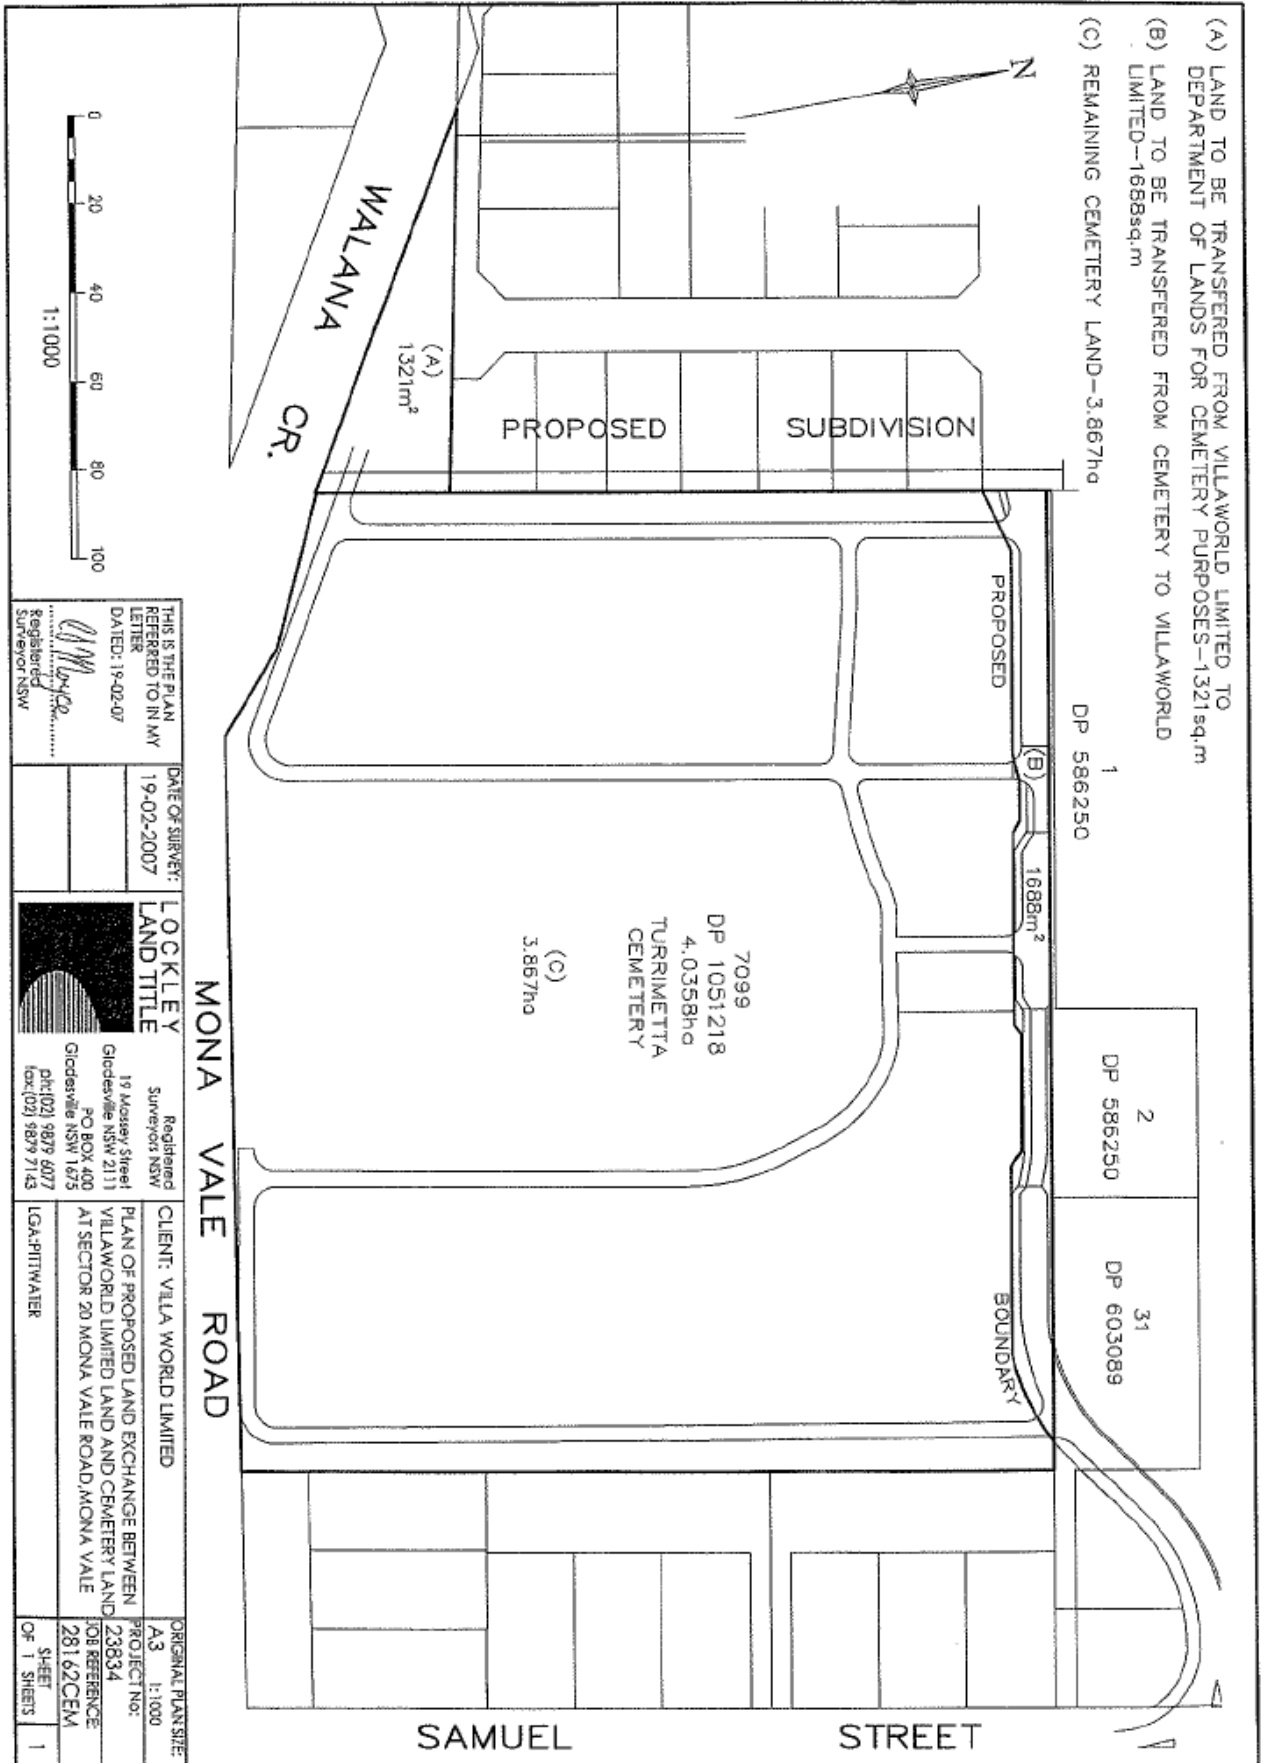 (A) LAND TO BE TRANSFERED FROM VILLAWORLD LIMITED TO
DEPARTMENT OF LANDS FOR CEMETERY PURPOSES-1321sq.m
(B) LAND TO BE TRANSFERED FROM CEMETERY TO VILLAWORLD
LIMITED-1688sq.m
(C) REMAINING CEMETERY LAND-3.867ha
N
1
DP 586250
2
DP 586250
31
DP 603089
PROPOSED SUBDIVISION
PROPOSED
(B)
1688m²
BOUNDARY
(A)
1321m²
7099
DP 1051218
4.0358ha
TURRIMETTA
CEMETERY
(C)
3.867ha
WALANA CR.
MONA VALE ROAD
SAMUEL STREET
0 20 40 60 80 100
1:1000
THIS IS THE PLAN
REFERRED TO IN MY
LETTER
DATED: 19-02-07
Registered
Surveyor NSW
DATE OF SURVEY:
19-02-2007
LOCKLEY
LAND TITLE
Registered
Surveyors NSW
19 Massey Street
Gladesville NSW 2111
PO BOX 400
Gladesville NSW 1675
ph:(02) 9879 6077
fax:(02) 9879 7143
CLIENT: VILLA WORLD LIMITED
PLAN OF PROPOSED LAND EXCHANGE BETWEEN
VILLAWORLD LIMITED LAND AND CEMETERY LAND
AT SECTOR 20 MONA VALE ROAD,MONA VALE
LGA:PITTWATER
ORIGINAL PLAN SIZE:
A3 1:1000
PROJECT No:
23834
JOB REFERENCE:
28162CEM
SHEET 1
OF 1 SHEETS